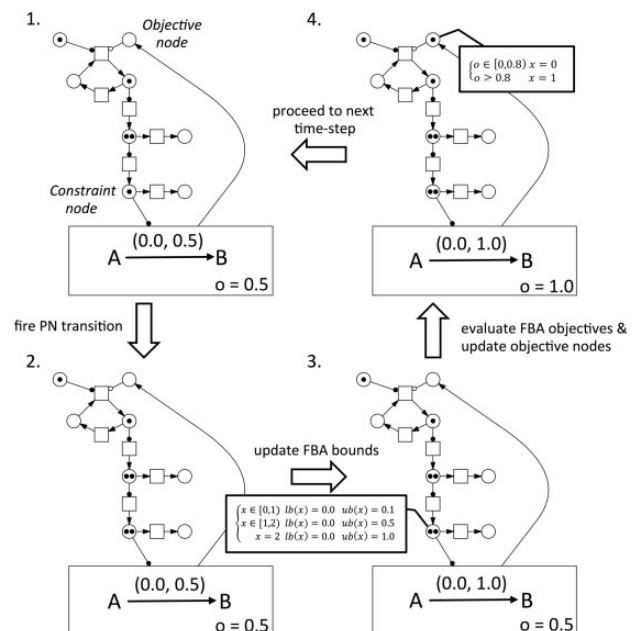 1.
Objective
node
Constraint
node
(0.0, 0.5)
A B
o = 0.5
proceed to next
time-step
4.
o ∈ [0,0.8) x = 0
o > 0.8 x = 1
(0.0, 1.0)
A B
o = 1.0
fire PN transition
evaluate FBA objectives &
update objective nodes
2.
(0.0, 0.5)
A B
o = 0.5
update FBA bounds
x ∈ [0,1) lb(x) = 0.0 ub(x) = 0.1
x ∈ [1,2) lb(x) = 0.0 ub(x) = 0.5
x = 2 lb(x) = 0.0 ub(x) = 1.0
3.
(0.0, 1.0)
A B
o = 0.5